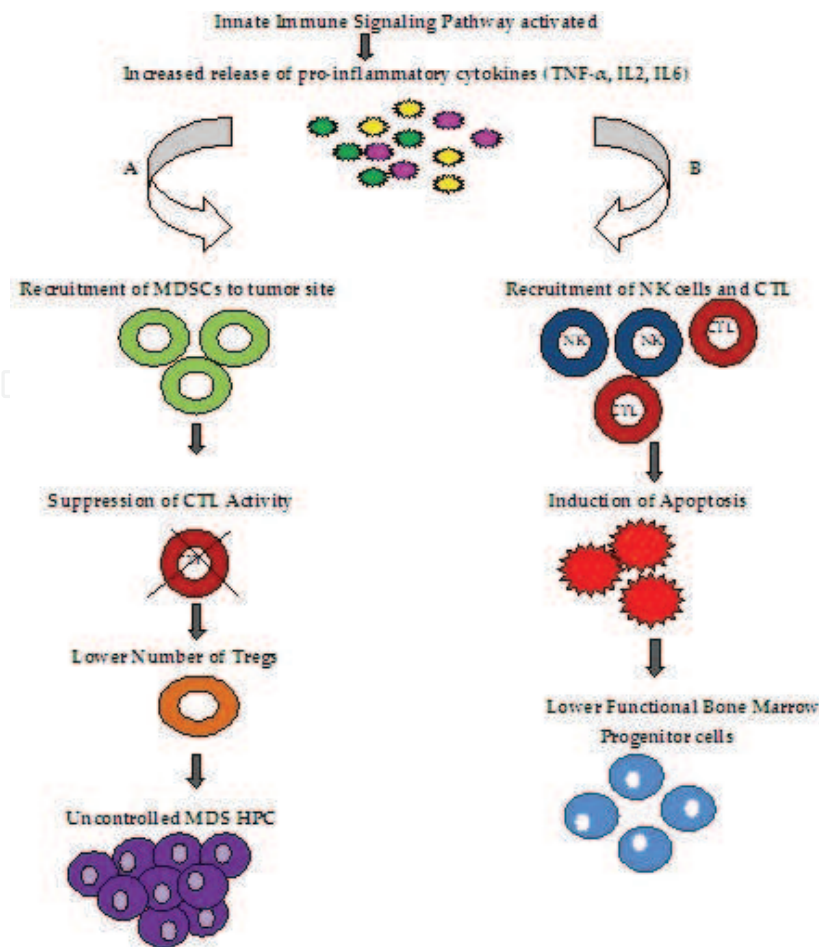 Innate Immune Signaling Pathway activated
Increased release of pro-inflammatory cytokines (TNF-α, IL2, IL6)
A
B
Recruitment of MDSCs to tumor site
Recruitment of NK cells and CTL
NK
NK
CTL
CTL
Suppression of CTL Activity
Induction of Apoptosis
Lower Number of Tregs
Lower Functional Bone Marrow
Progenitor cells
Uncontrolled MDS HPC